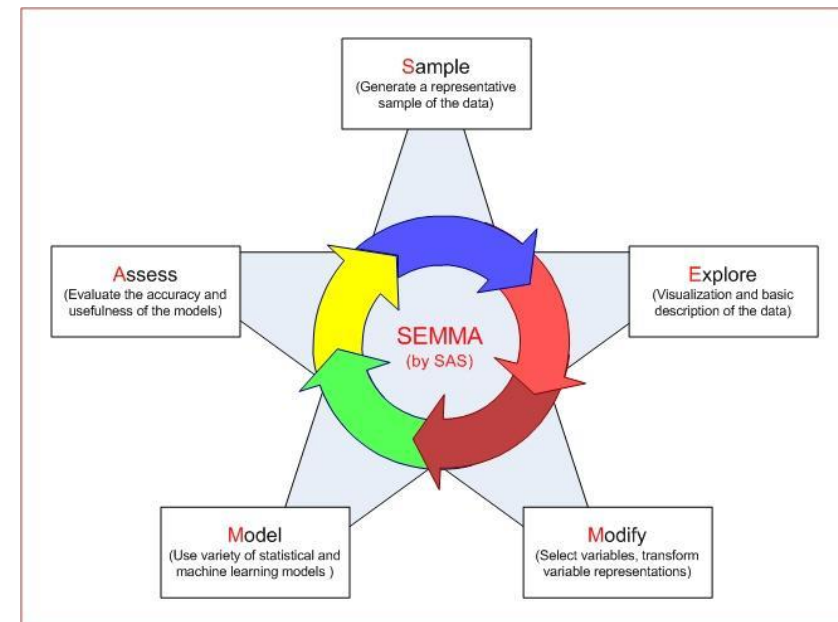 Sample
(Generate a representative
sample of the data)
Assess
(Evaluate the accuracy and
usefulness of the models)
Explore
(Visualization and basic
description of the data)
SEMMA
(by SAS)
Model
(Use variety of statistical and
machine learning models )
Modify
(Select variables, transform
variable representations)